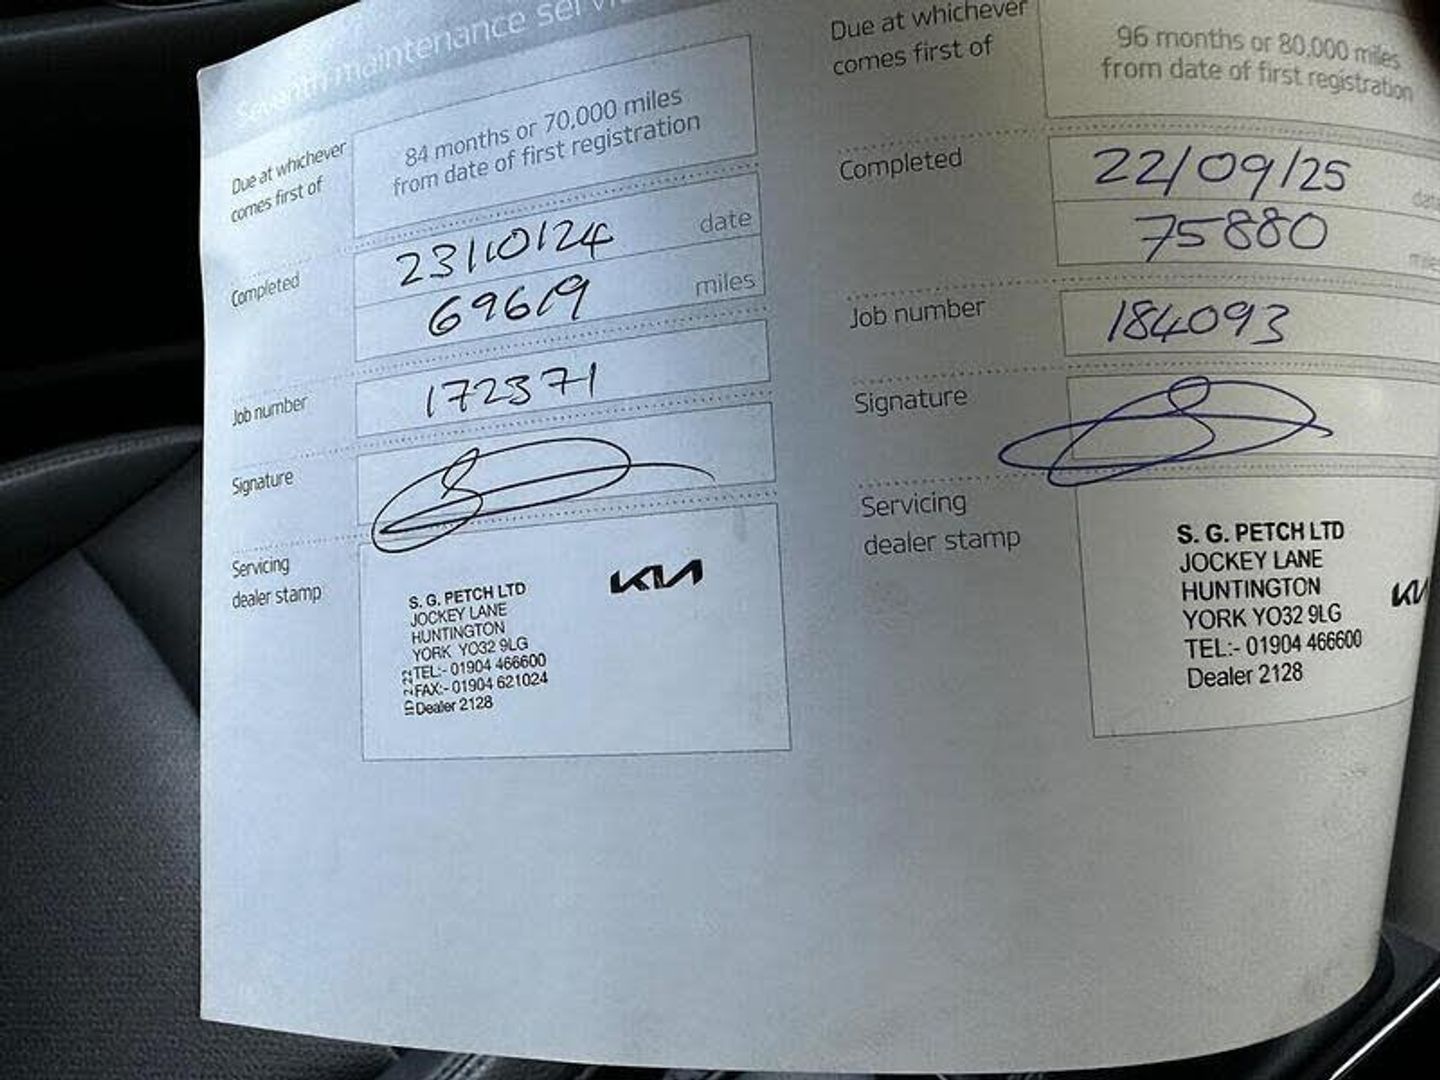 Seventh maintenance service
Due at whichever
comes first of
84 months or 70,000 miles
from date of first registration
Completed
23/10/24
date
69619
miles
Job number
172371
Signature
Servicing
dealer stamp
S. G. PETCH LTD
JOCKEY LANE
HUNTINGTON
YORK YO32 9LG
TEL:- 01904 466600
FAX:- 01904 621024
Dealer 2128
KIA
Due at whichever
comes first of
96 months or 80,000 miles
from date of first registration
Completed
22/09/25
date
75880
miles
Job number
184093
Signature
Servicing
dealer stamp
S. G. PETCH LTD
JOCKEY LANE
HUNTINGTON
YORK YO32 9LG
TEL:- 01904 466600
Dealer 2128